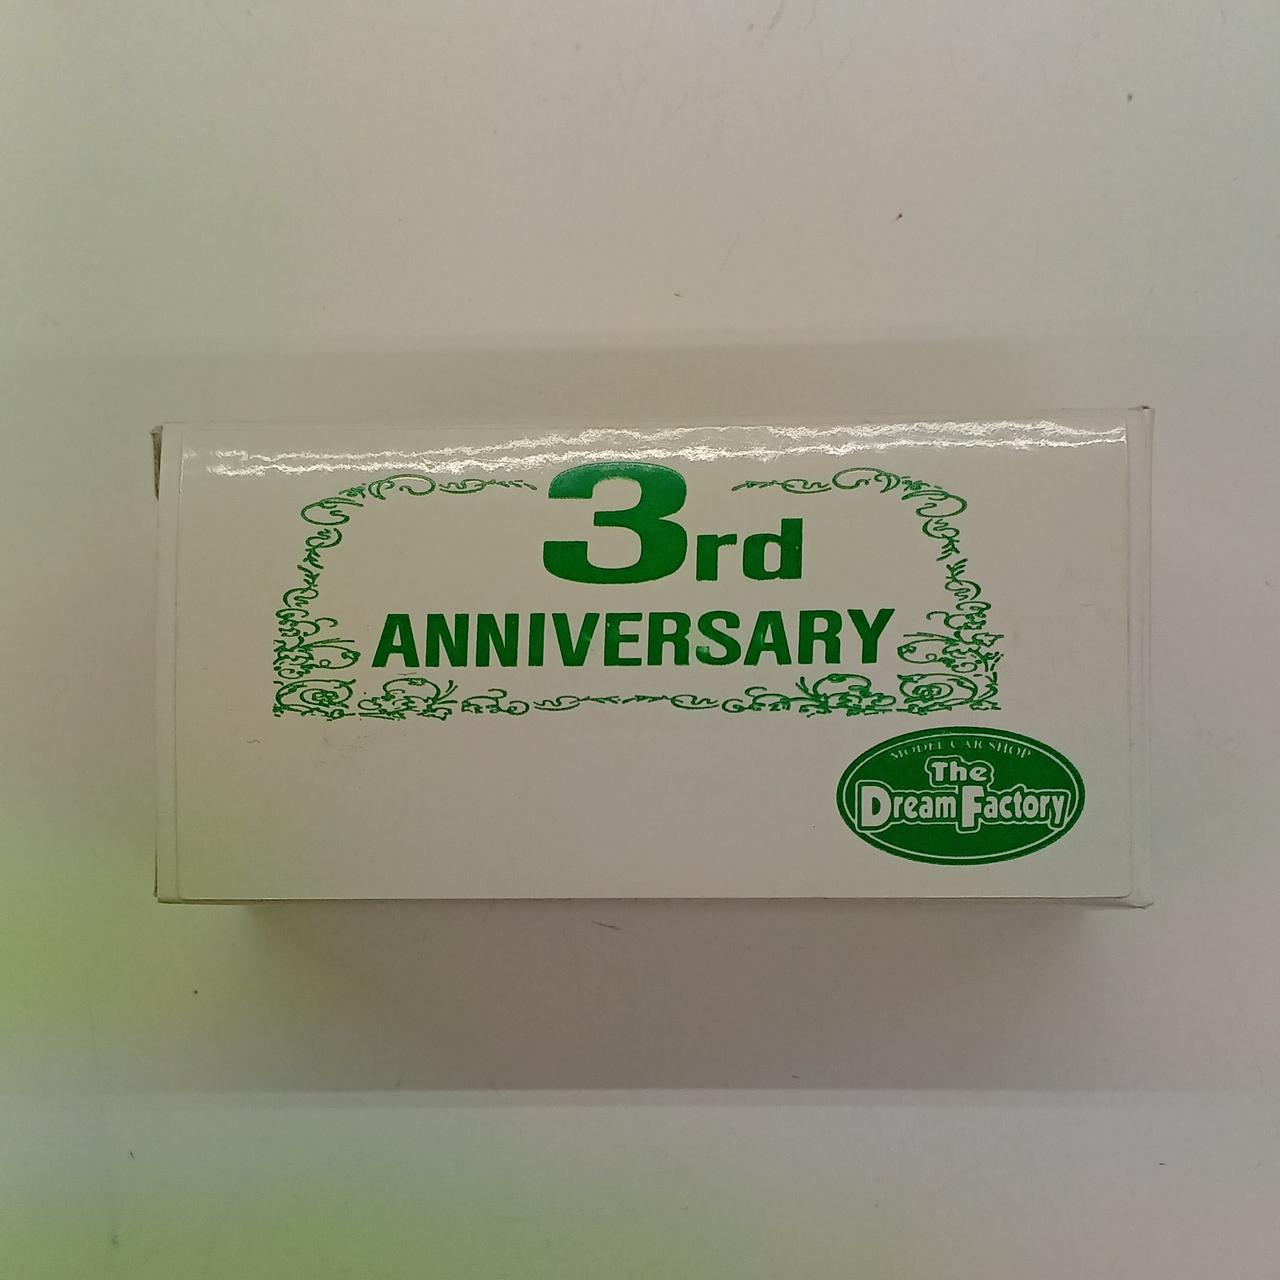 3rd
ANNIVERSARY
MODEL CAR SHOP
The
Dream Factory